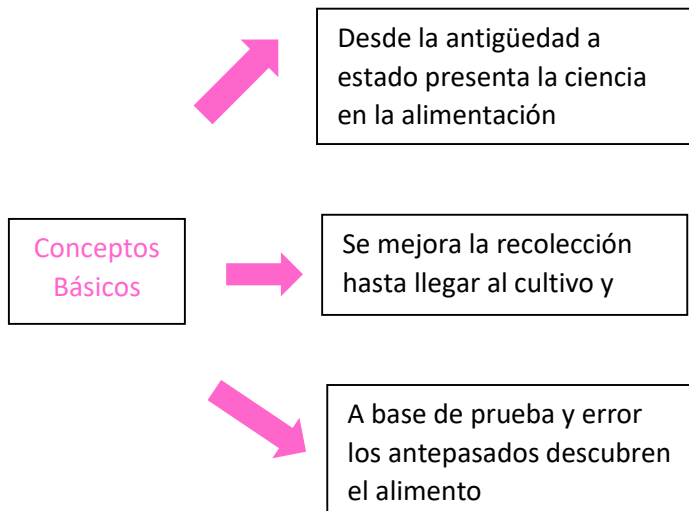 Desde la antigüedad a
estado presenta la ciencia
en la alimentación
Conceptos
Básicos
Se mejora la recolección
hasta llegar al cultivo y
A base de prueba y error
los antepasados descubren
el alimento